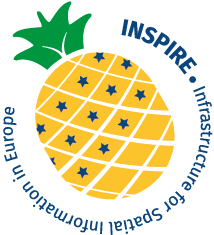 INSPIRE • Infrastructure for Spatial Information in Europe